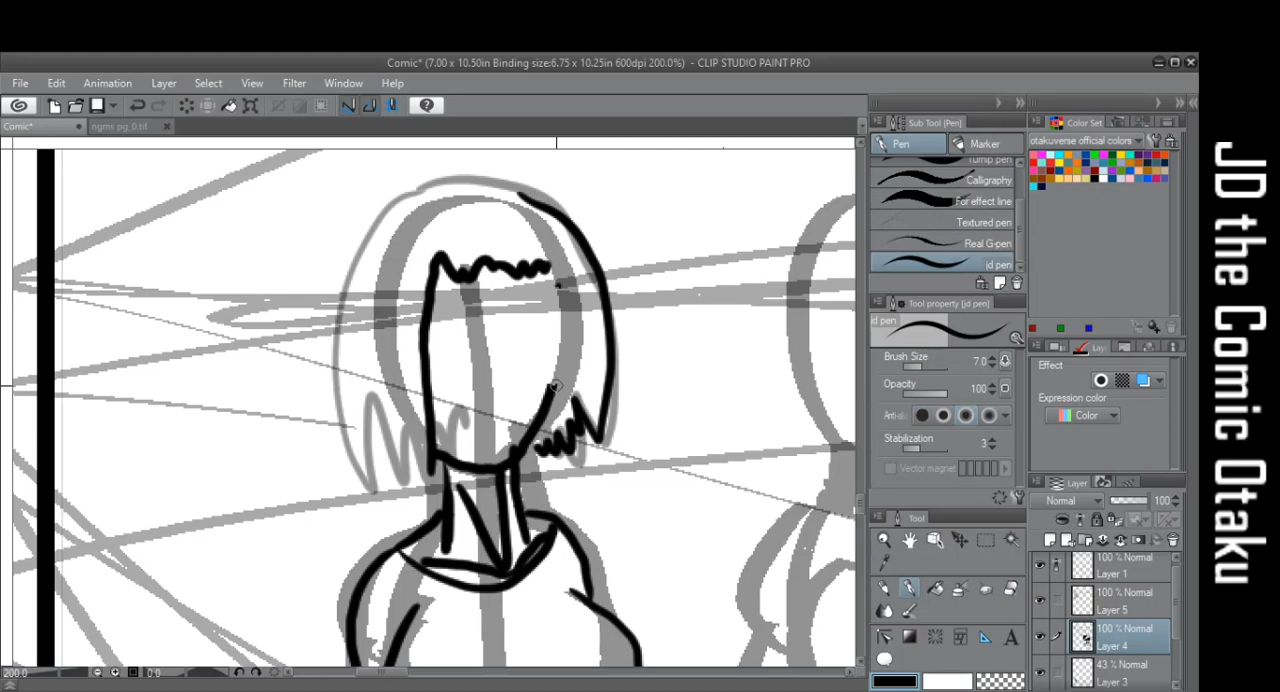 Comic* (7.00 x 10.50in Binding size:6.75 x 10.25in 600dpi 200.0%) - CLIP STUDIO PAINT PRO
File Edit Animation Layer Select View Filter Window Help
Comic* ngms pg_0.tif
Sub Tool [Pen]
Pen Marker
Turnip pen
Calligraphy
For effect line
Textured pen
Real G-pen
jd pen
Tool property [jd pen]
jd pen
Brush Size 7.0
Opacity 100
Anti-
Stabilization 3
Vector magnet
Tool
A
Color Set
otakuverse official colors
Effect
Expression color
Color
Layer
Normal 100
100 % Normal
Layer 1
100 % Normal
Layer 5
100 % Normal
Layer 4
43 % Normal
Layer 3
200.0 0.0
JD the Comic Otaku